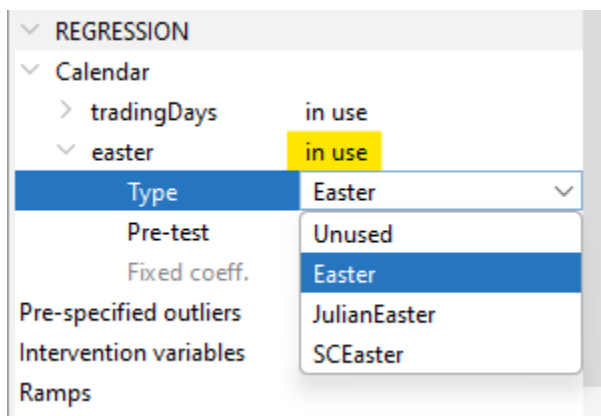 REGRESSION
Calendar
tradingDays in use
easter in use
Type Easter
Pre-test Unused
Fixed coeff. Easter
Pre-specified outliers JulianEaster
Intervention variables SCEaster
Ramps